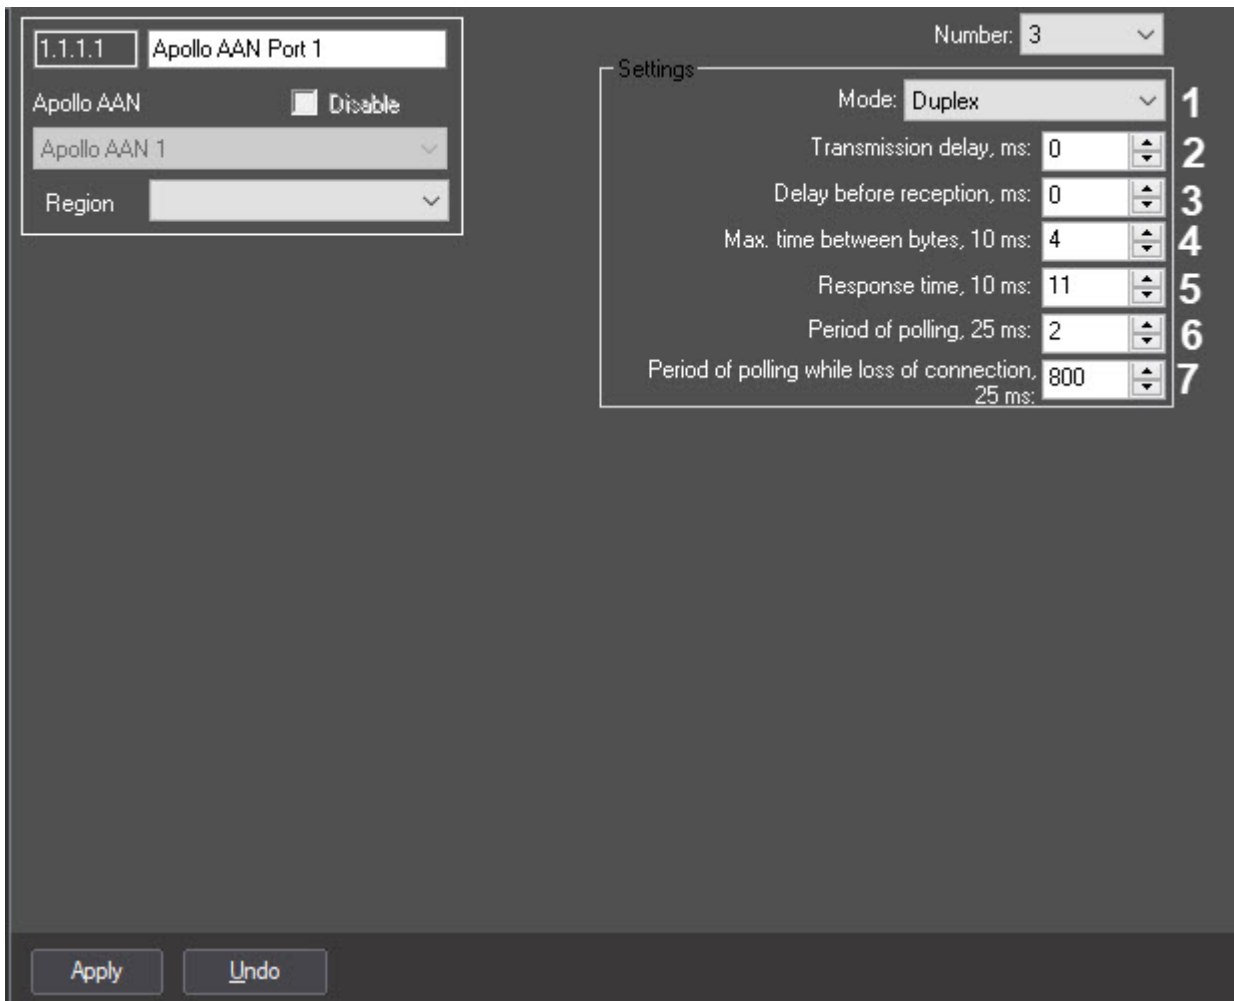 1.1.1.1
Apollo AAN Port 1
Apollo AAN
Disable
Apollo AAN 1
Region
Number: 3
Settings
Mode: Duplex 1
Transmission delay, ms: 0 2
Delay before reception, ms: 0 3
Max. time between bytes, 10 ms: 4 4
Response time, 10 ms: 11 5
Period of polling, 25 ms: 2 6
Period of polling while loss of connection, 800 7
25 ms:
Apply
Undo